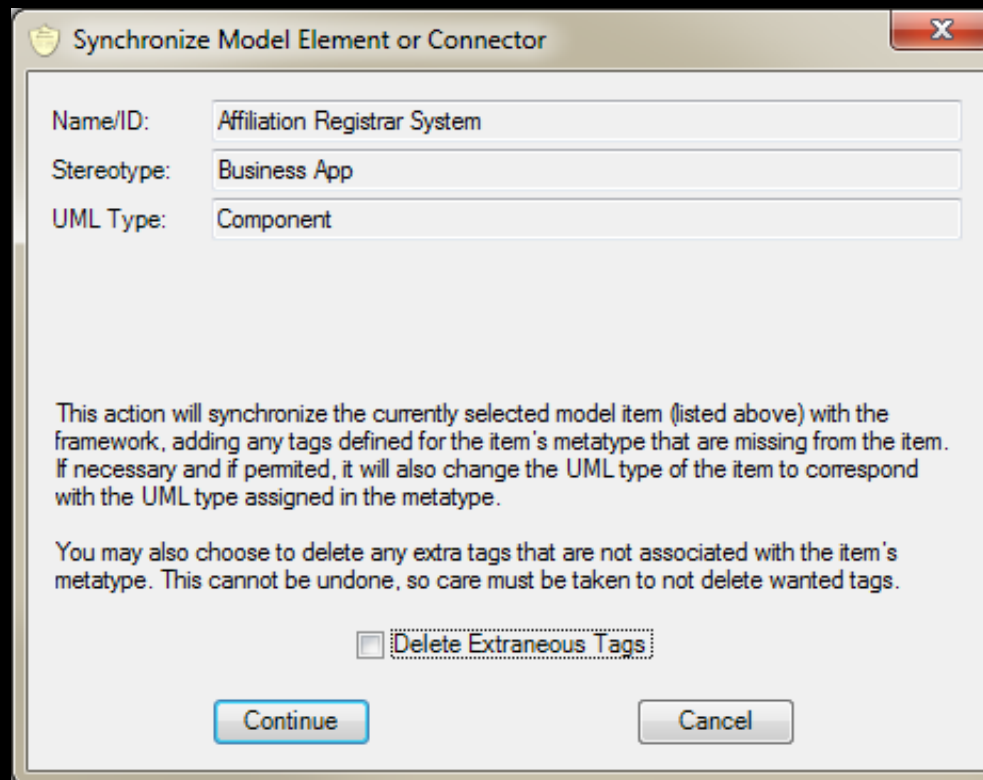 Synchronize Model Element or Connector
Name/ID: Affiliation Registrar System
Stereotype: Business App
UML Type: Component
This action will synchronize the currently selected model item (listed above) with the
framework, adding any tags defined for the item's metatype that are missing from the item.
If necessary and if permited, it will also change the UML type of the item to correspond
with the UML type assigned in the metatype.
You may also choose to delete any extra tags that are not associated with the item's
metatype. This cannot be undone, so care must be taken to not delete wanted tags.
Delete Extraneous Tags
Continue Cancel